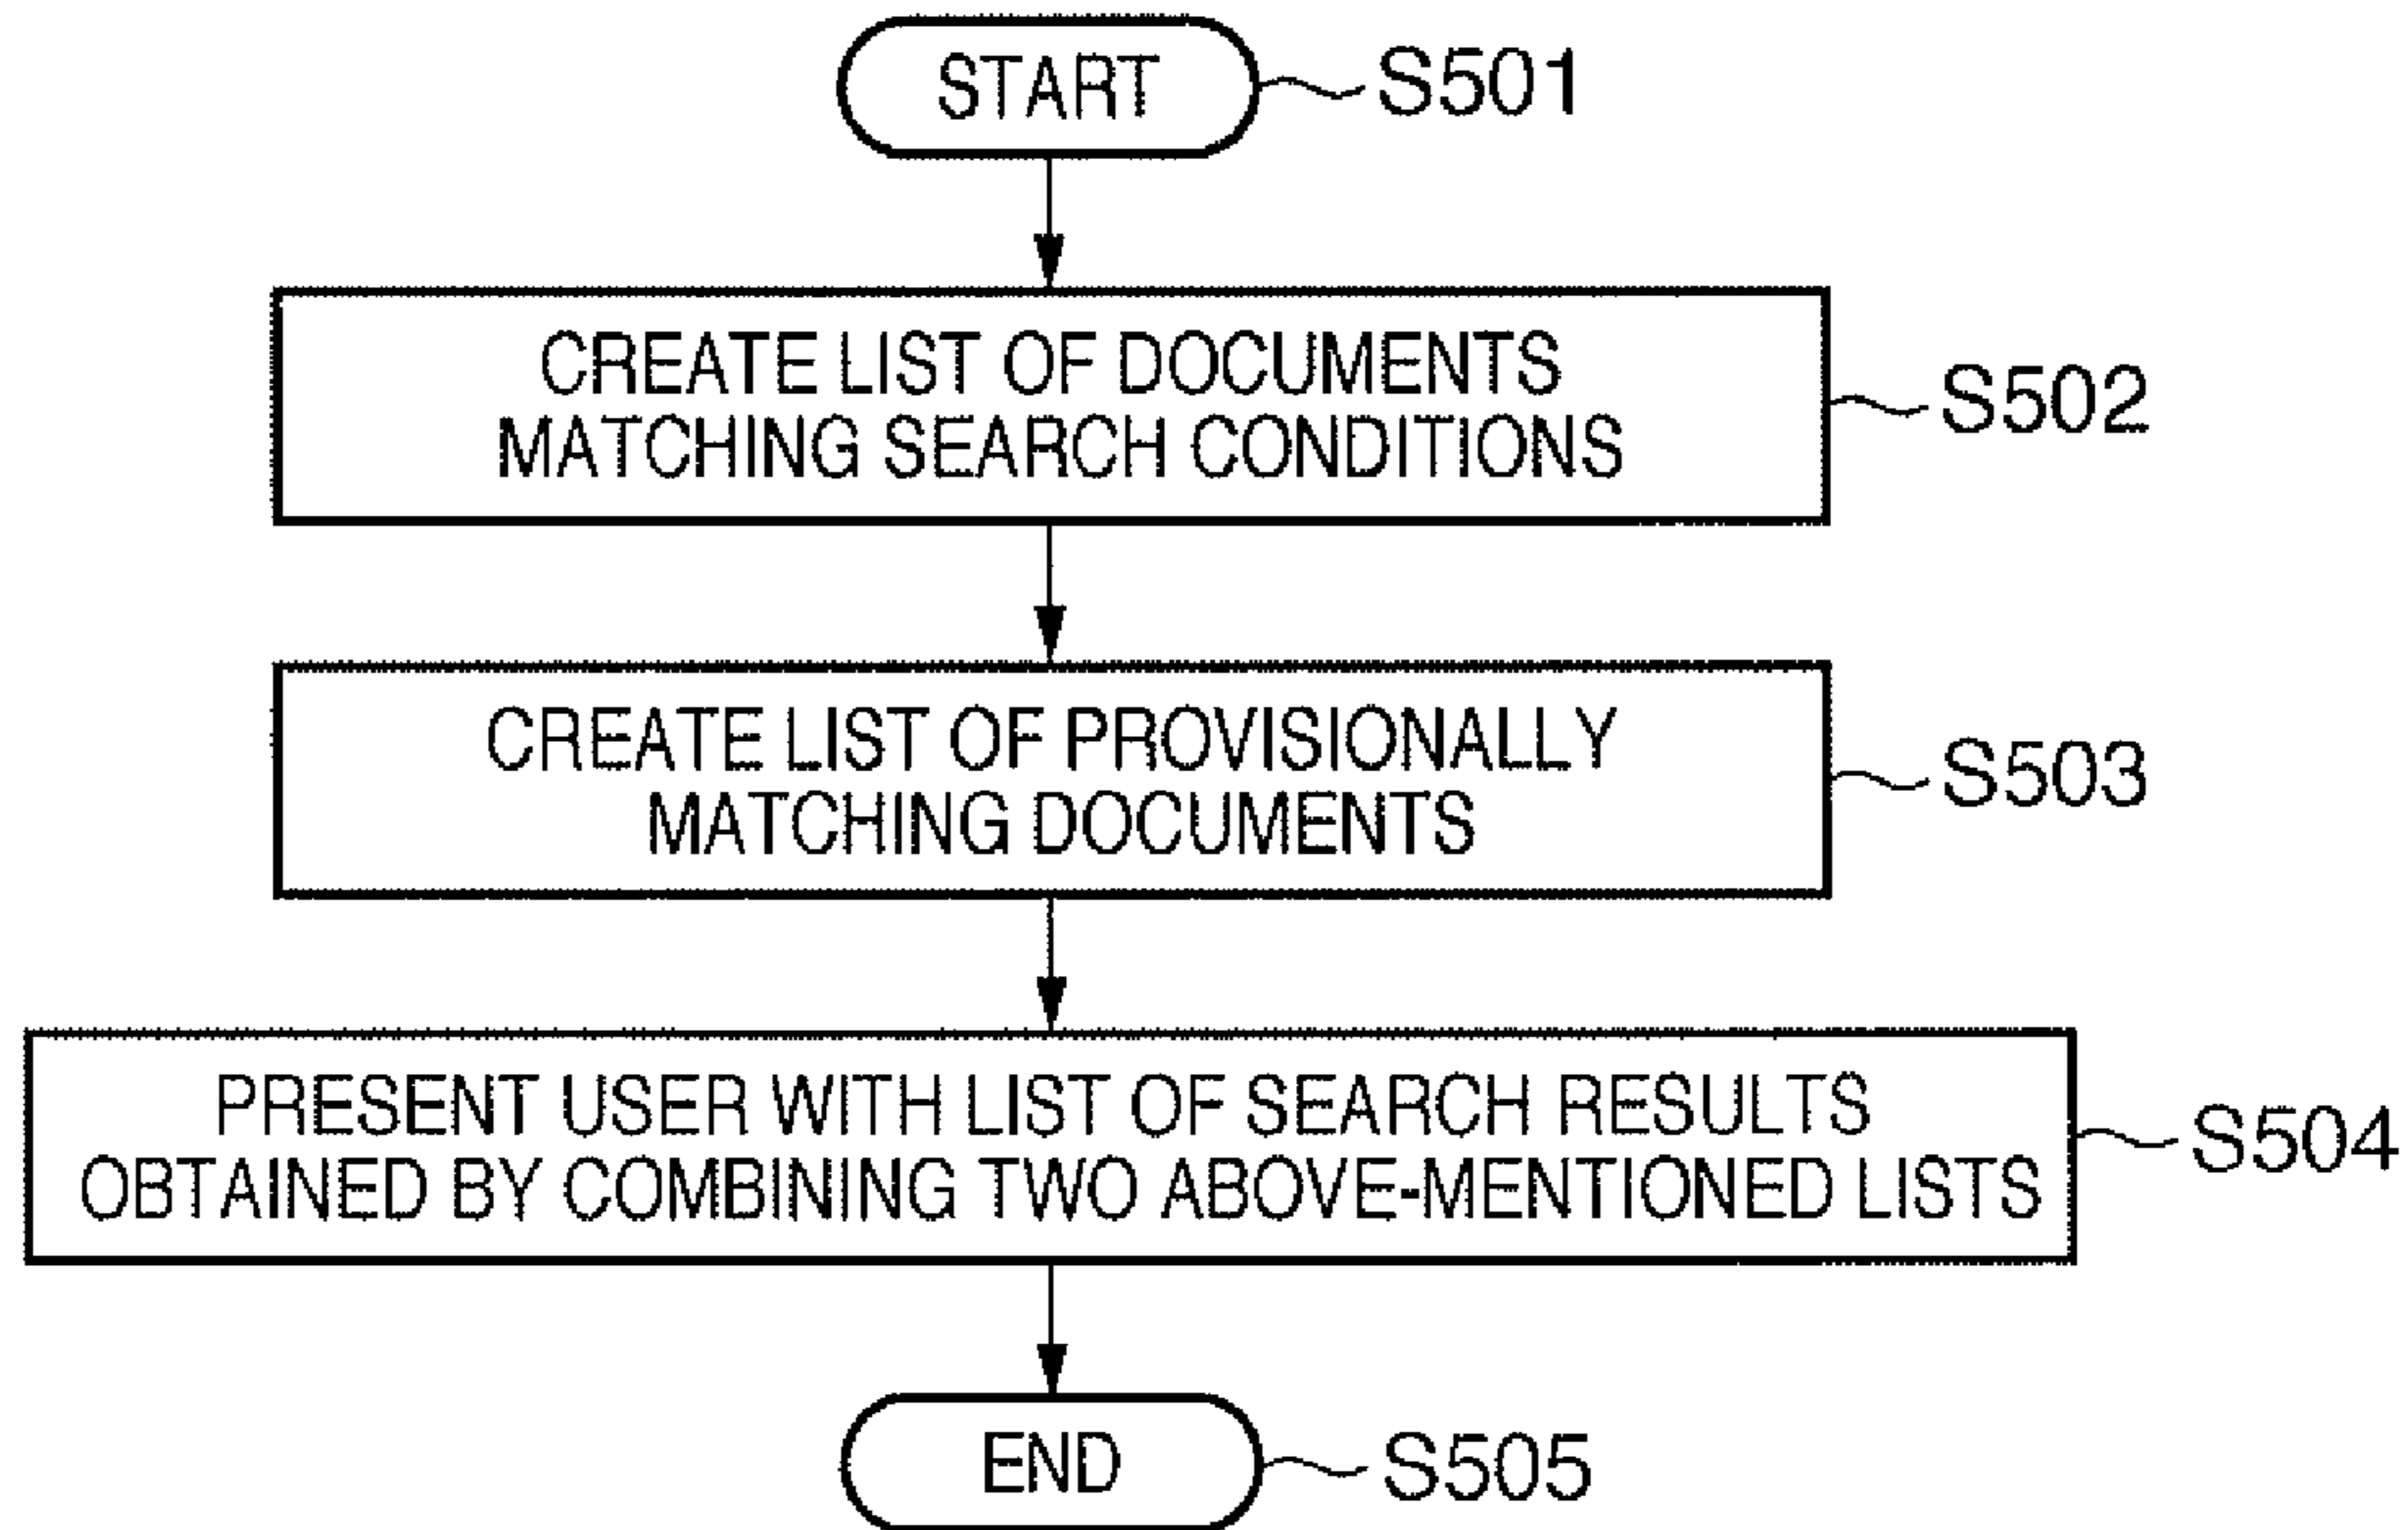 START
S501
CREATE LIST OF DOCUMENTS
MATCHING SEARCH CONDITIONS
S502
CREATE LIST OF PROVISIONALLY
MATCHING DOCUMENTS
S503
PRESENT USER WITH LIST OF SEARCH RESULTS
OBTAINED BY COMBINING TWO ABOVE-MENTIONED LISTS
S504
END
S505